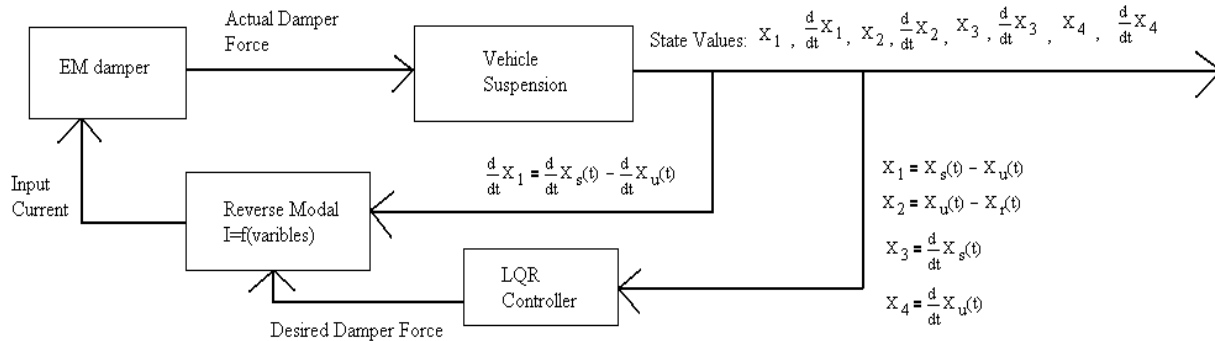 Actual Damper
Force
State Values: X1 , d/dt X1, X2, d/dt X2, X3, d/dt X3, X4, d/dt X4
EM damper
Vehicle
Suspension
d/dt X1 = d/dt Xs(t) − d/dt Xu(t)
X1 = Xs(t) − Xu(t)
Input
Current
X2 = Xu(t) − Xr(t)
Reverse Modal
I=f(varibles)
X3 = d/dt Xs(t)
LQR
Controller
X4 = d/dt Xu(t)
Desired Damper Force